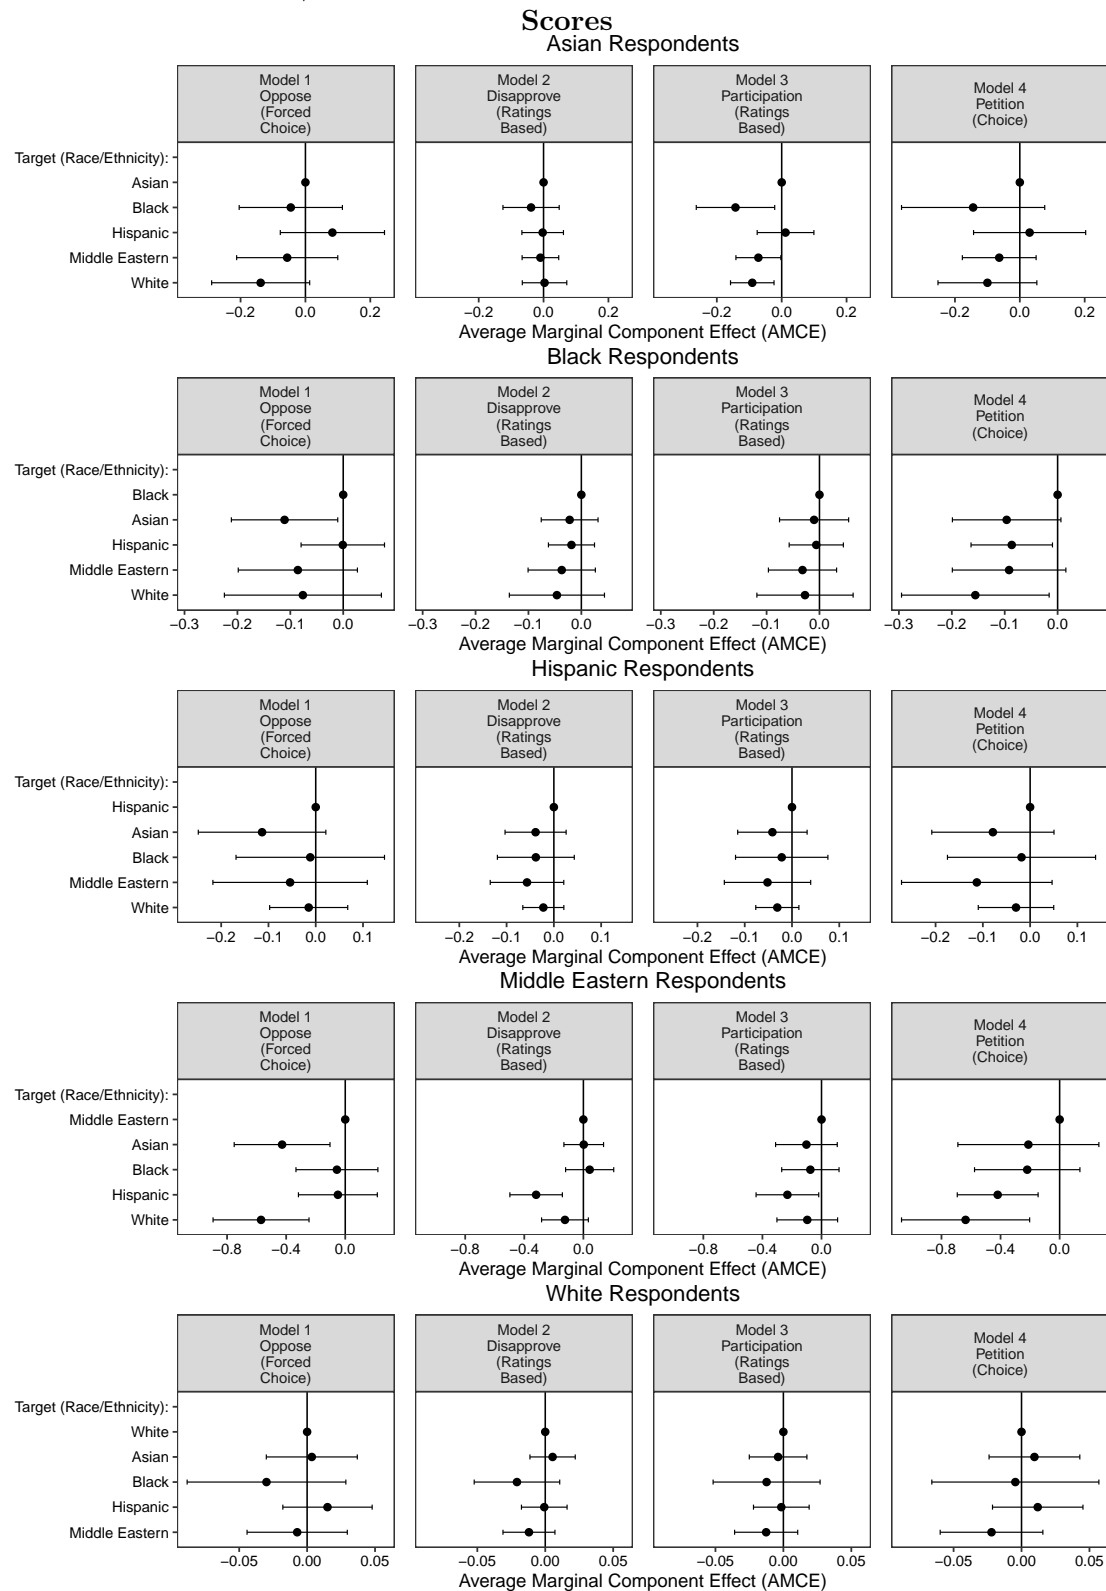 Scores
Asian Respondents
Model 1
Oppose
(Forced
Choice)
Model 2
Disapprove
(Ratings
Based)
Model 3
Participation
(Ratings
Based)
Model 4
Petition
(Choice)
Target (Race/Ethnicity):
Asian
Black
Hispanic
Middle Eastern
White
−0.2 0.0 0.2 −0.2 0.0 0.2 −0.2 0.0 0.2 −0.2 0.0 0.2
Average Marginal Component Effect (AMCE)
Black Respondents
Model 1
Oppose
(Forced
Choice)
Model 2
Disapprove
(Ratings
Based)
Model 3
Participation
(Ratings
Based)
Model 4
Petition
(Choice)
Target (Race/Ethnicity):
Black
Asian
Hispanic
Middle Eastern
White
−0.3 −0.2 −0.1 0.0 −0.3 −0.2 −0.1 0.0 −0.3 −0.2 −0.1 0.0 −0.3 −0.2 −0.1 0.0
Average Marginal Component Effect (AMCE)
Hispanic Respondents
Model 1
Oppose
(Forced
Choice)
Model 2
Disapprove
(Ratings
Based)
Model 3
Participation
(Ratings
Based)
Model 4
Petition
(Choice)
Target (Race/Ethnicity):
Hispanic
Asian
Black
Middle Eastern
White
−0.2 −0.1 0.0 0.1 −0.2 −0.1 0.0 0.1 −0.2 −0.1 0.0 0.1 −0.2 −0.1 0.0 0.1
Average Marginal Component Effect (AMCE)
Middle Eastern Respondents
Model 1
Oppose
(Forced
Choice)
Model 2
Disapprove
(Ratings
Based)
Model 3
Participation
(Ratings
Based)
Model 4
Petition
(Choice)
Target (Race/Ethnicity):
Middle Eastern
Asian
Black
Hispanic
White
−0.8 −0.4 0.0 −0.8 −0.4 0.0 −0.8 −0.4 0.0 −0.8 −0.4 0.0
Average Marginal Component Effect (AMCE)
White Respondents
Model 1
Oppose
(Forced
Choice)
Model 2
Disapprove
(Ratings
Based)
Model 3
Participation
(Ratings
Based)
Model 4
Petition
(Choice)
Target (Race/Ethnicity):
White
Asian
Black
Hispanic
Middle Eastern
−0.05 0.00 0.05 −0.05 0.00 0.05 −0.05 0.00 0.05 −0.05 0.00 0.05
Average Marginal Component Effect (AMCE)